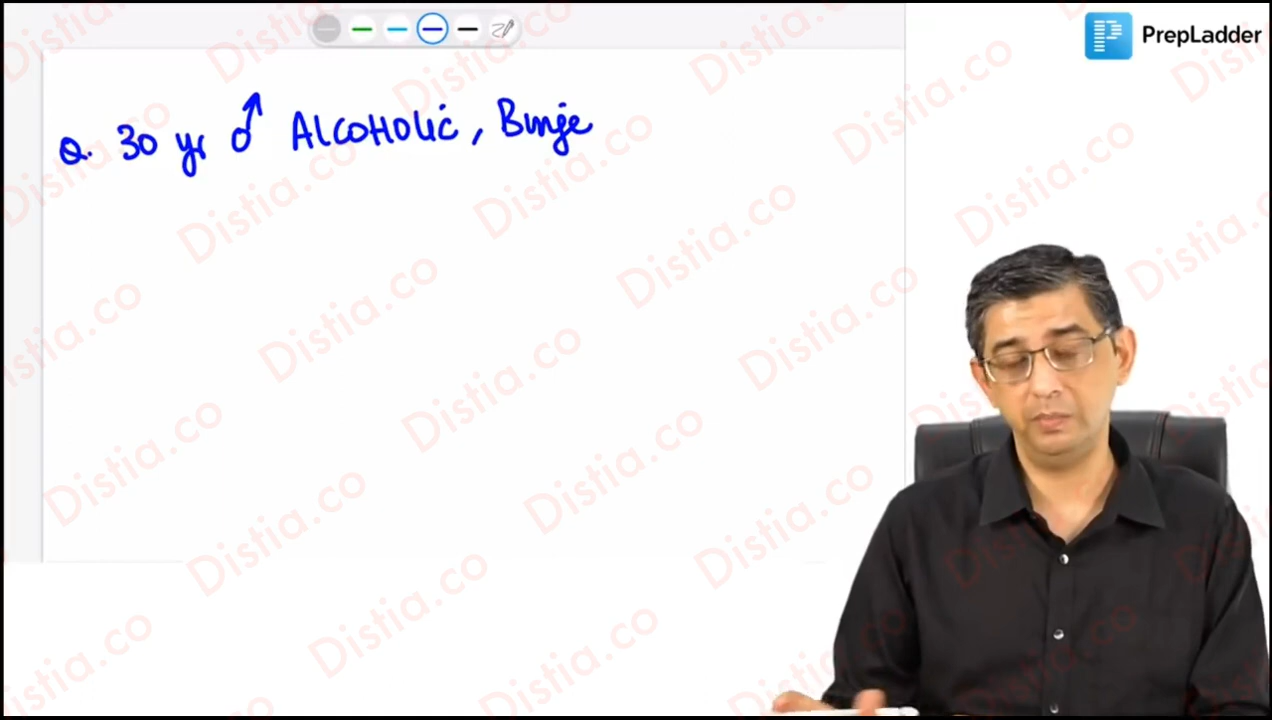 PrepLadder
Q. 30 yr ♂ Alcoholic, Binge
Distia.co